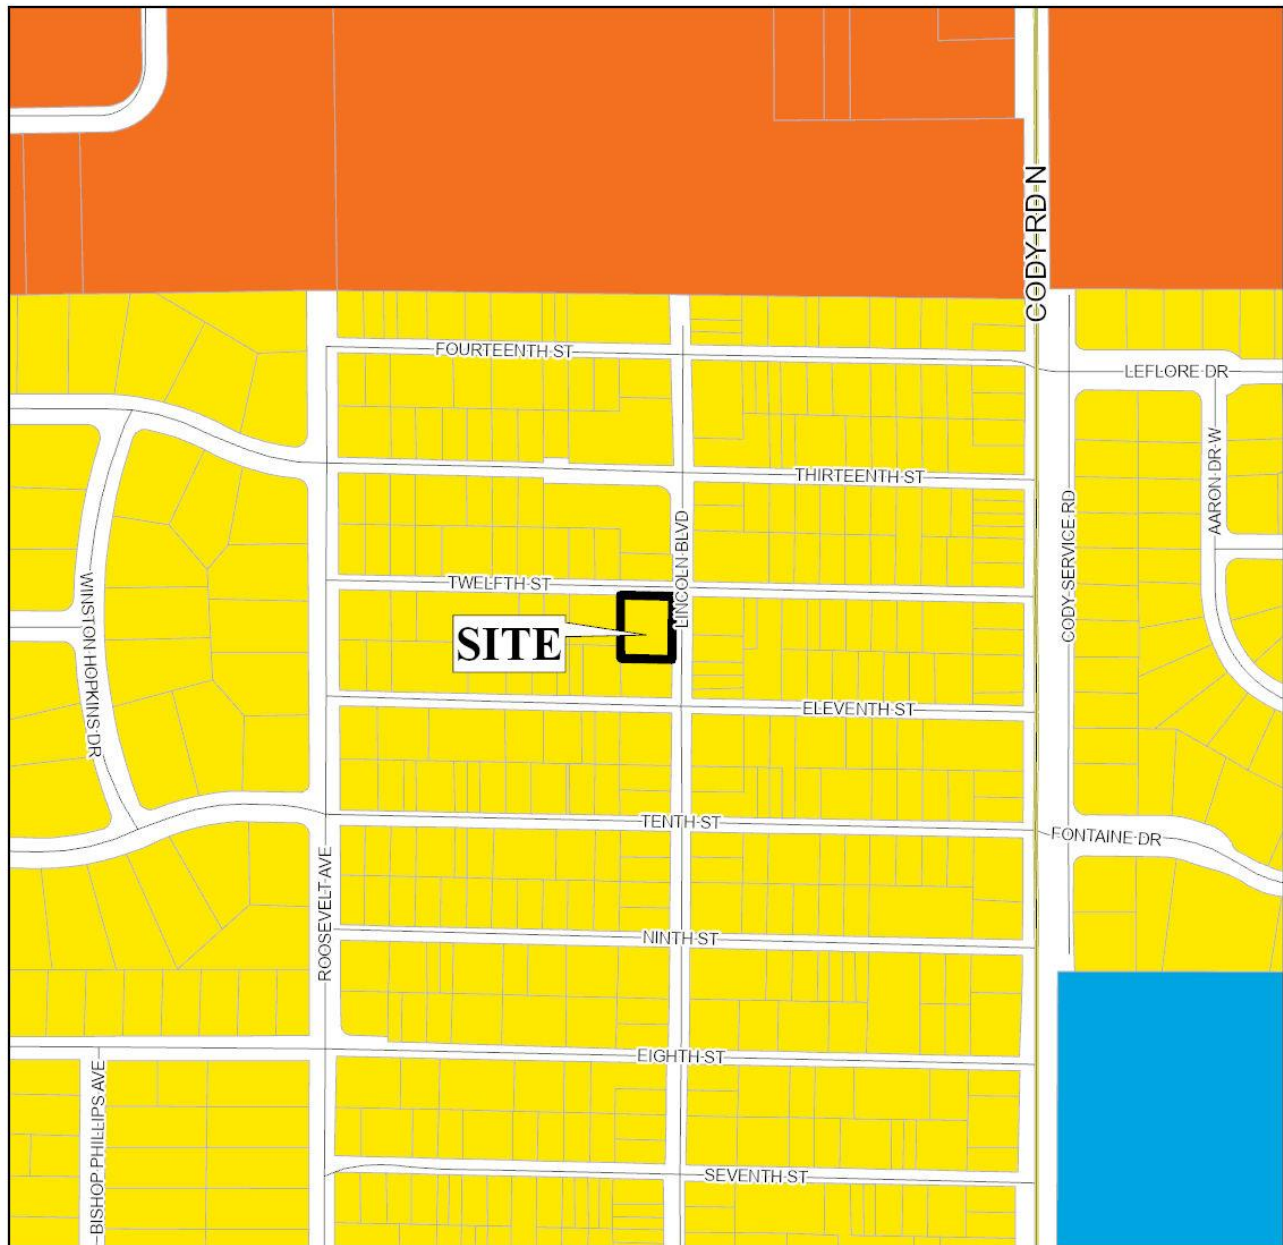 CODY RD N
FOURTEENTH ST
LEFLORE DR
AARON DR W
THIRTEENTH ST
CODY SERVICE RD
LINCOLN BLVD
TWELFTH ST
WINSTON HOPKINS DR
SITE
ELEVENTH ST
TENTH ST
FONTAINE DR
ROOSEVELT AVE
NINTH ST
EIGHTH ST
BISHOP PHILLIPS AVE
SEVENTH ST